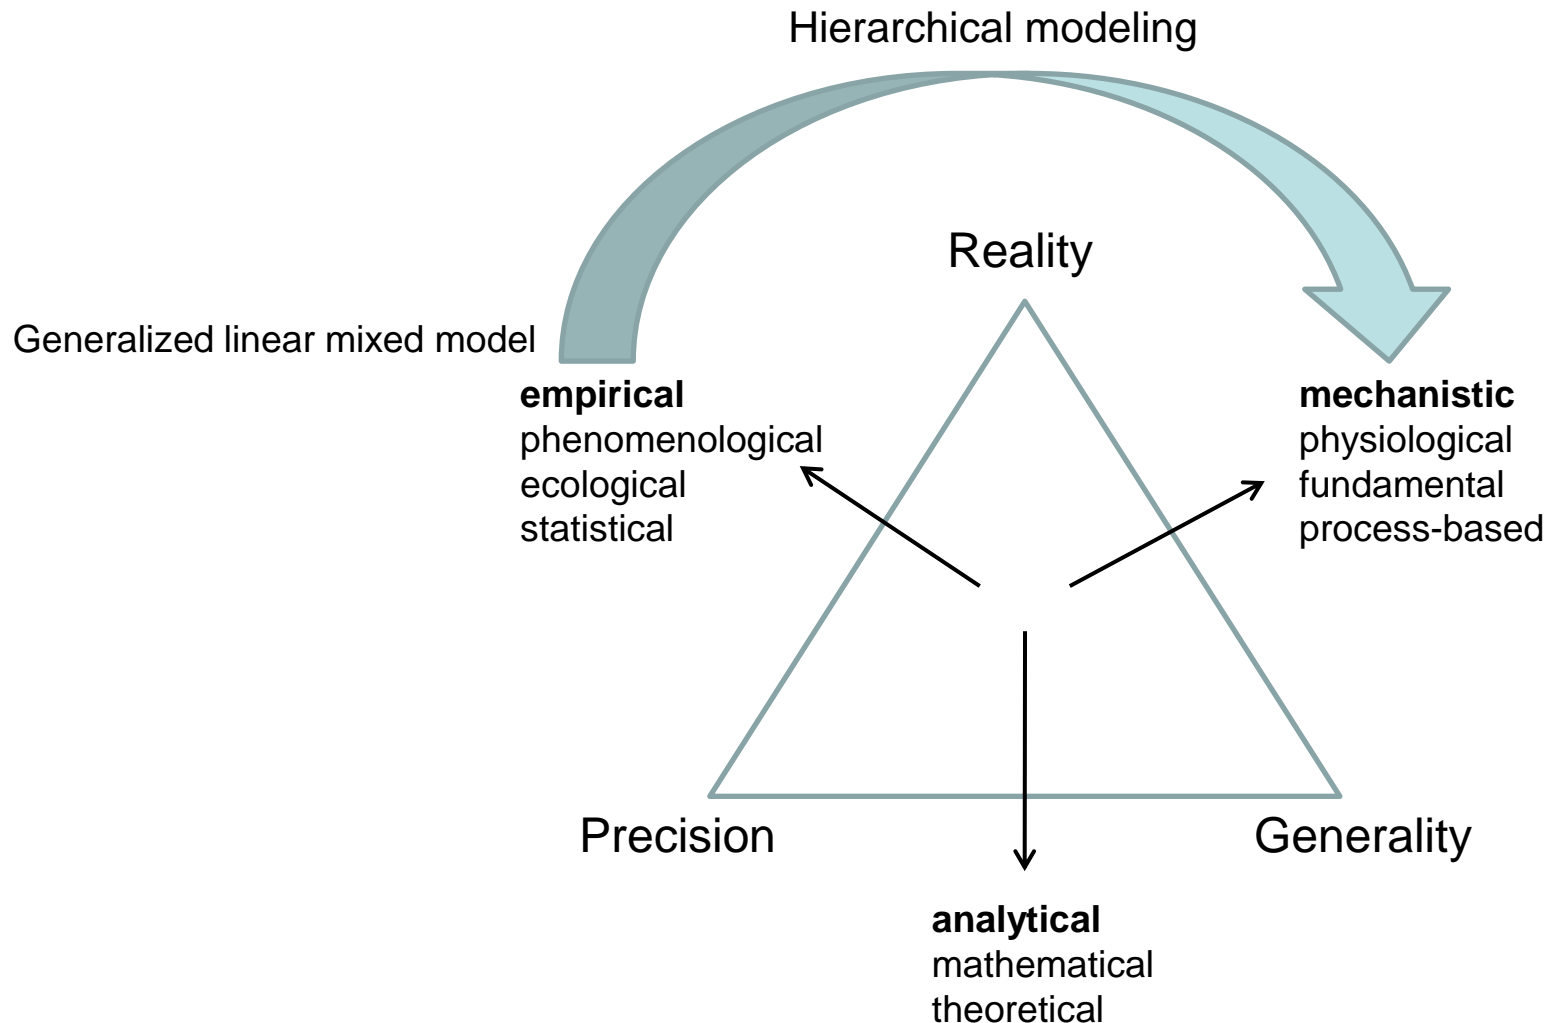 Hierarchical modeling
Reality
Generalized linear mixed model
empirical
phenomenological
ecological
statistical
mechanistic
physiological
fundamental
process-based
Precision
Generality
analytical
mathematical
theoretical